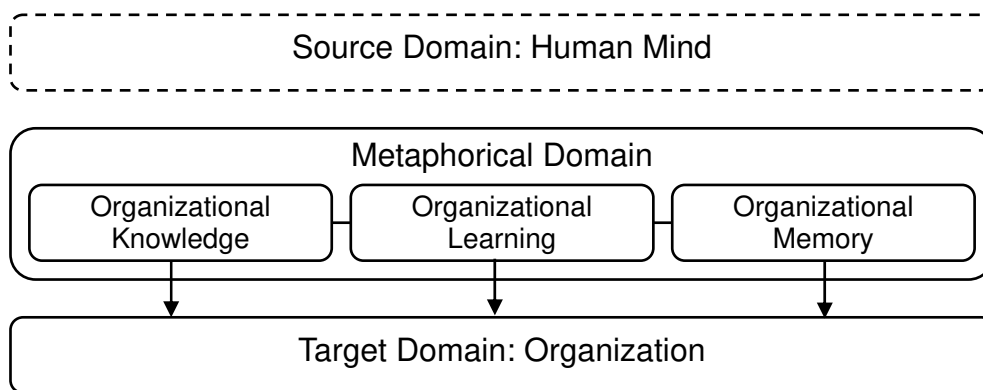 Source Domain: Human Mind
Metaphorical Domain
Organizational
Knowledge
Organizational
Learning
Organizational
Memory
Target Domain: Organization